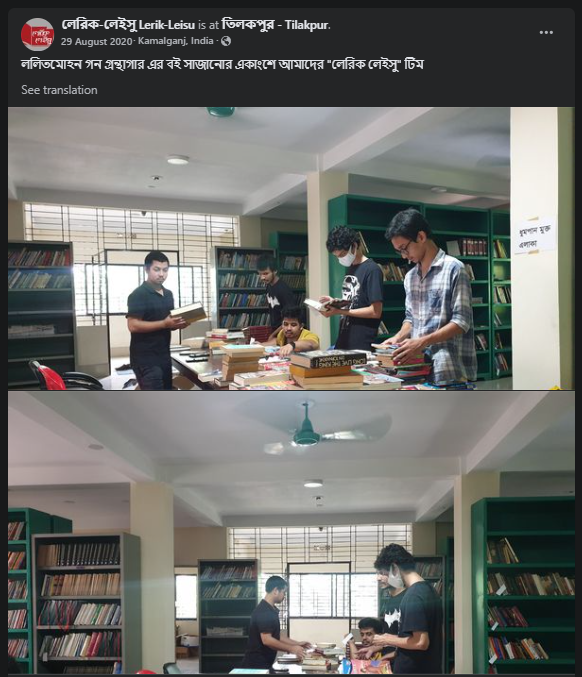 লেরিক-লেইসু Lerik-Leisu is at তিলকপুর - Tilakpur.
29 August 2020 · Kamalganj, India ·
ললিতমোহন গন গ্রন্থাগার এর বই সাজানোর একাংশে আমাদের "লেরিক লেইসু" টিম
See translation
ধুমপান মুক্ত
এলাকা